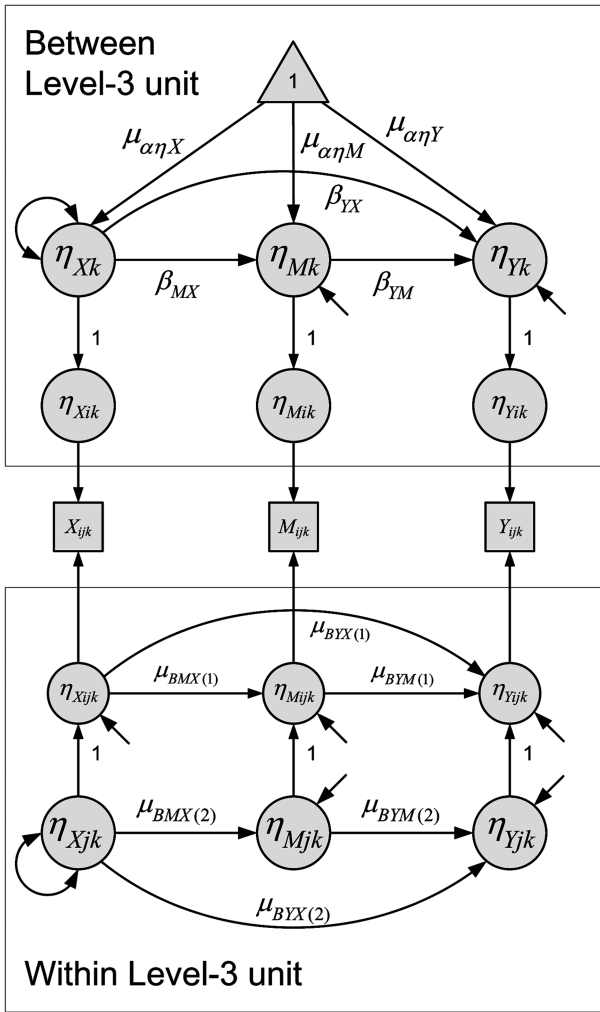 Between
Level-3 unit
1
μαηX
μαηM
μαηY
βYX
ηXk
ηMk
ηYk
βMX
βYM
1
1
1
ηXik
ηMik
ηYik
Xijk
Mijk
Yijk
μBYX(1)
μBMX(1)
μBYM(1)
ηXijk
ηMijk
ηYijk
1
1
1
μBMX(2)
μBYM(2)
ηXjk
ηMjk
ηYjk
μBYX(2)
Within Level-3 unit